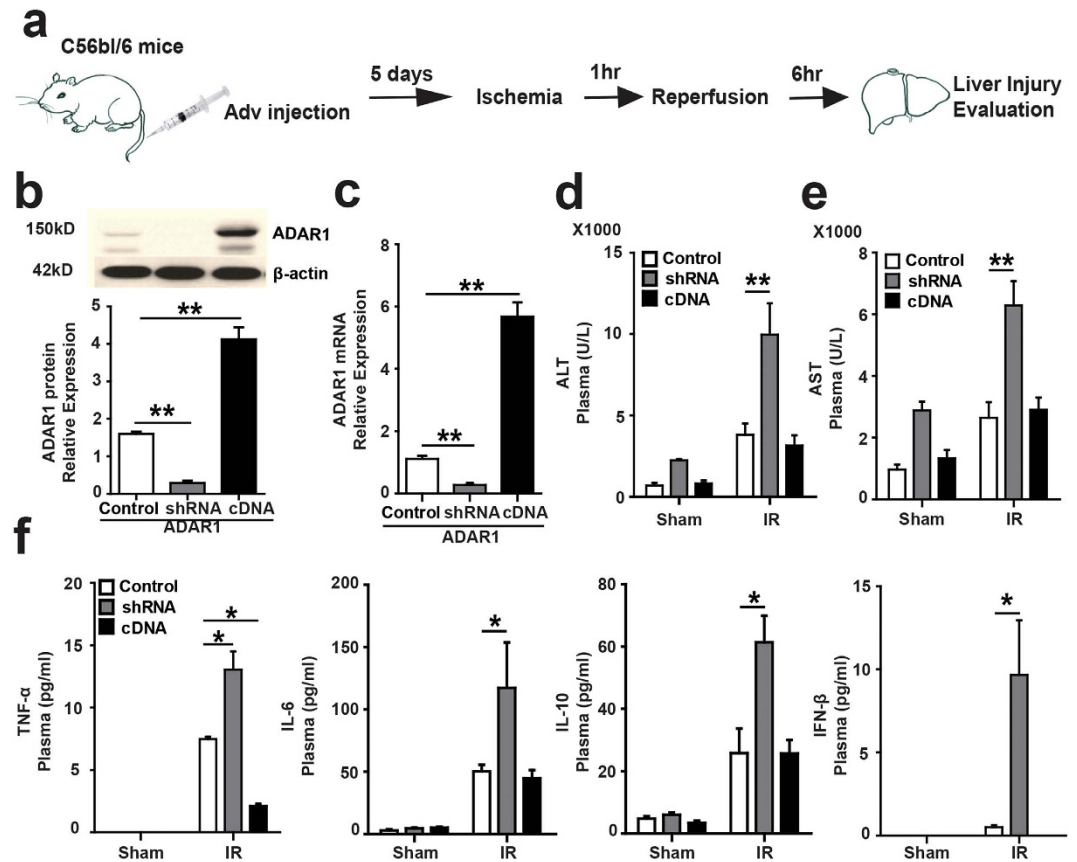 a
C56bl/6 mice
Adv injection
5 days
Ischemia
1hr
Reperfusion
6hr
Liver Injury
Evaluation
b
150kD
ADAR1
42kD
β-actin
ADAR1 protein
Relative Expression
5
4
3
2
1
0
**
**
Control shRNA cDNA
ADAR1
c
ADAR1 mRNA
Relative Expression
8
6
4
2
0
**
**
Control shRNA cDNA
ADAR1
d
X1000
ALT
Plasma (U/L)
15
10
5
0
Control
shRNA
cDNA
**
Sham IR
e
X1000
AST
Plasma (U/L)
8
6
4
2
0
Control
shRNA
cDNA
**
Sham IR
f
TNF-α
Plasma (pg/ml)
20
15
10
5
0
Control
shRNA
cDNA
*
*
Sham IR
IL-6
Plasma (pg/ml)
200
150
100
50
0
*
Sham IR
IL-10
Plasma (pg/ml)
80
60
40
20
0
*
Sham IR
IFN-β
Plasma (pg/ml)
15
10
5
0
*
Sham IR